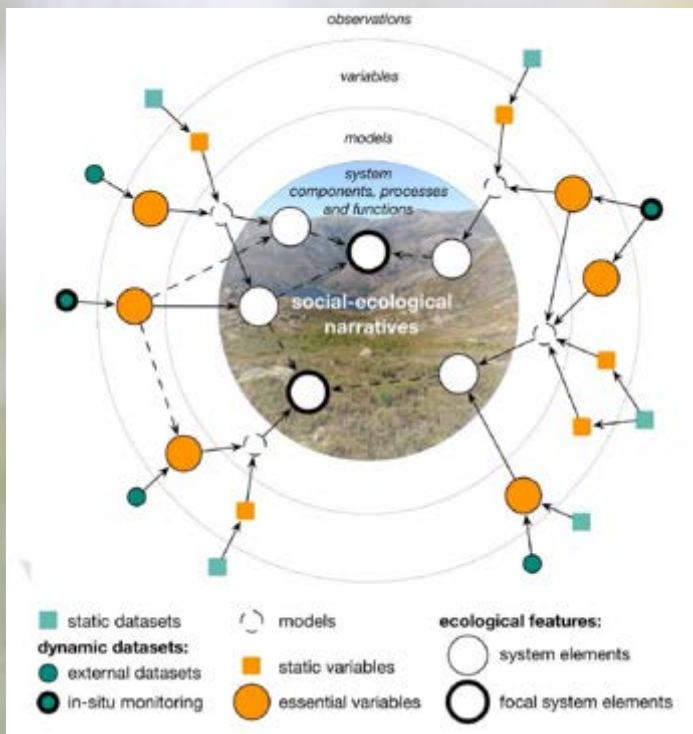 observations
variables
models
system
components, processes
and functions
social-ecological
narratives
static datasets
dynamic datasets:
external datasets
in-situ monitoring
models
static variables
essential variables
ecological features:
system elements
focal system elements